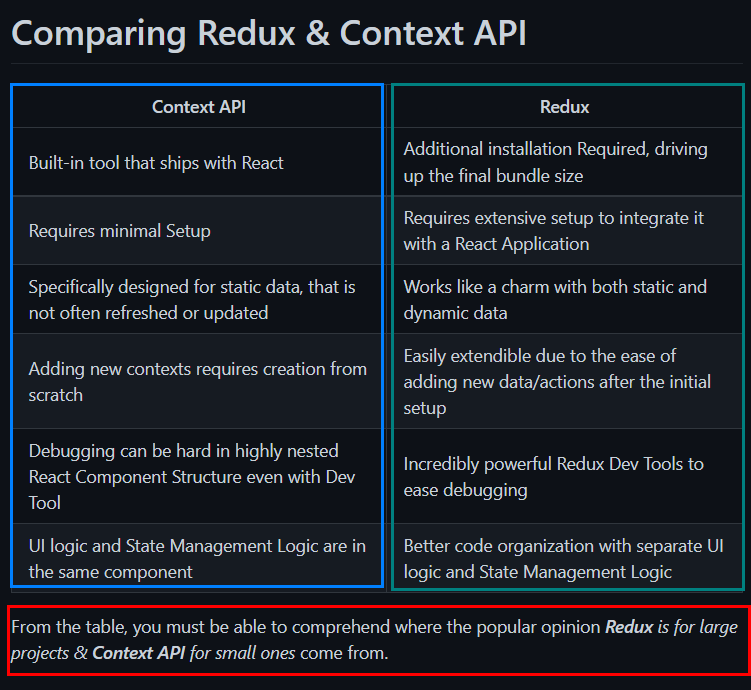 Comparing Redux & Context API
Context API
Redux
Built-in tool that ships with React
Additional installation Required, driving
up the final bundle size
Requires minimal Setup
Requires extensive setup to integrate it
with a React Application
Specifically designed for static data, that is
not often refreshed or updated
Works like a charm with both static and
dynamic data
Adding new contexts requires creation from
scratch
Easily extendible due to the ease of
adding new data/actions after the initial
setup
Debugging can be hard in highly nested
React Component Structure even with Dev
Tool
Incredibly powerful Redux Dev Tools to
ease debugging
UI logic and State Management Logic are in
the same component
Better code organization with separate UI
logic and State Management Logic
From the table, you must be able to comprehend where the popular opinion Redux is for large
projects & Context API for small ones come from.